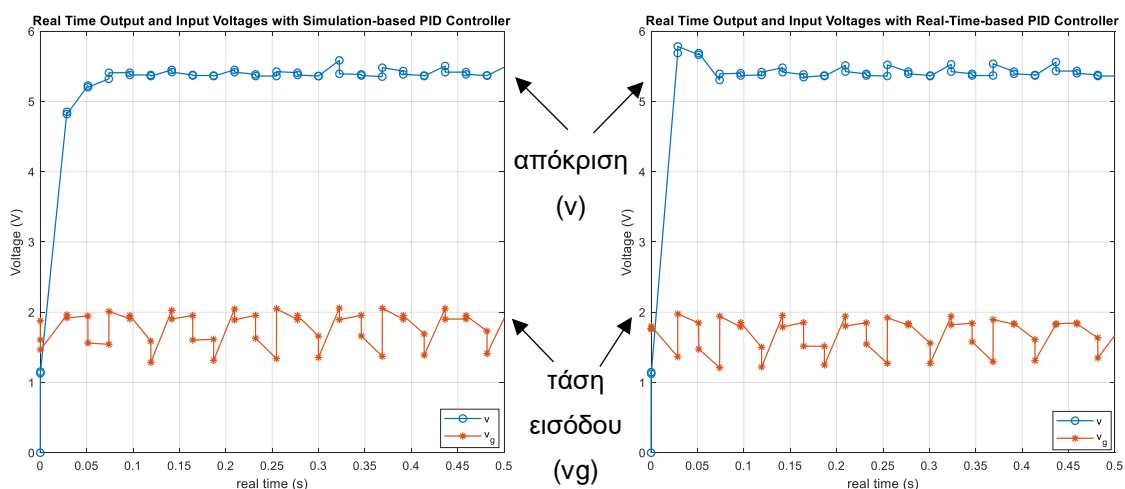 Real Time Output and Input Voltages with Simulation-based PID Controller
6
5
4
3
2
1
0
Voltage (V)
0 0.05 0.1 0.15 0.2 0.25 0.3 0.35 0.4 0.45 0.5
real time (s)
v
vg
απόκριση
(v)
τάση
εισόδου
(vg)
Real Time Output and Input Voltages with Real-Time-based PID Controller
6
5
4
3
2
1
0
Voltage (V)
0 0.05 0.1 0.15 0.2 0.25 0.3 0.35 0.4 0.45 0.5
real time (s)
v
vg